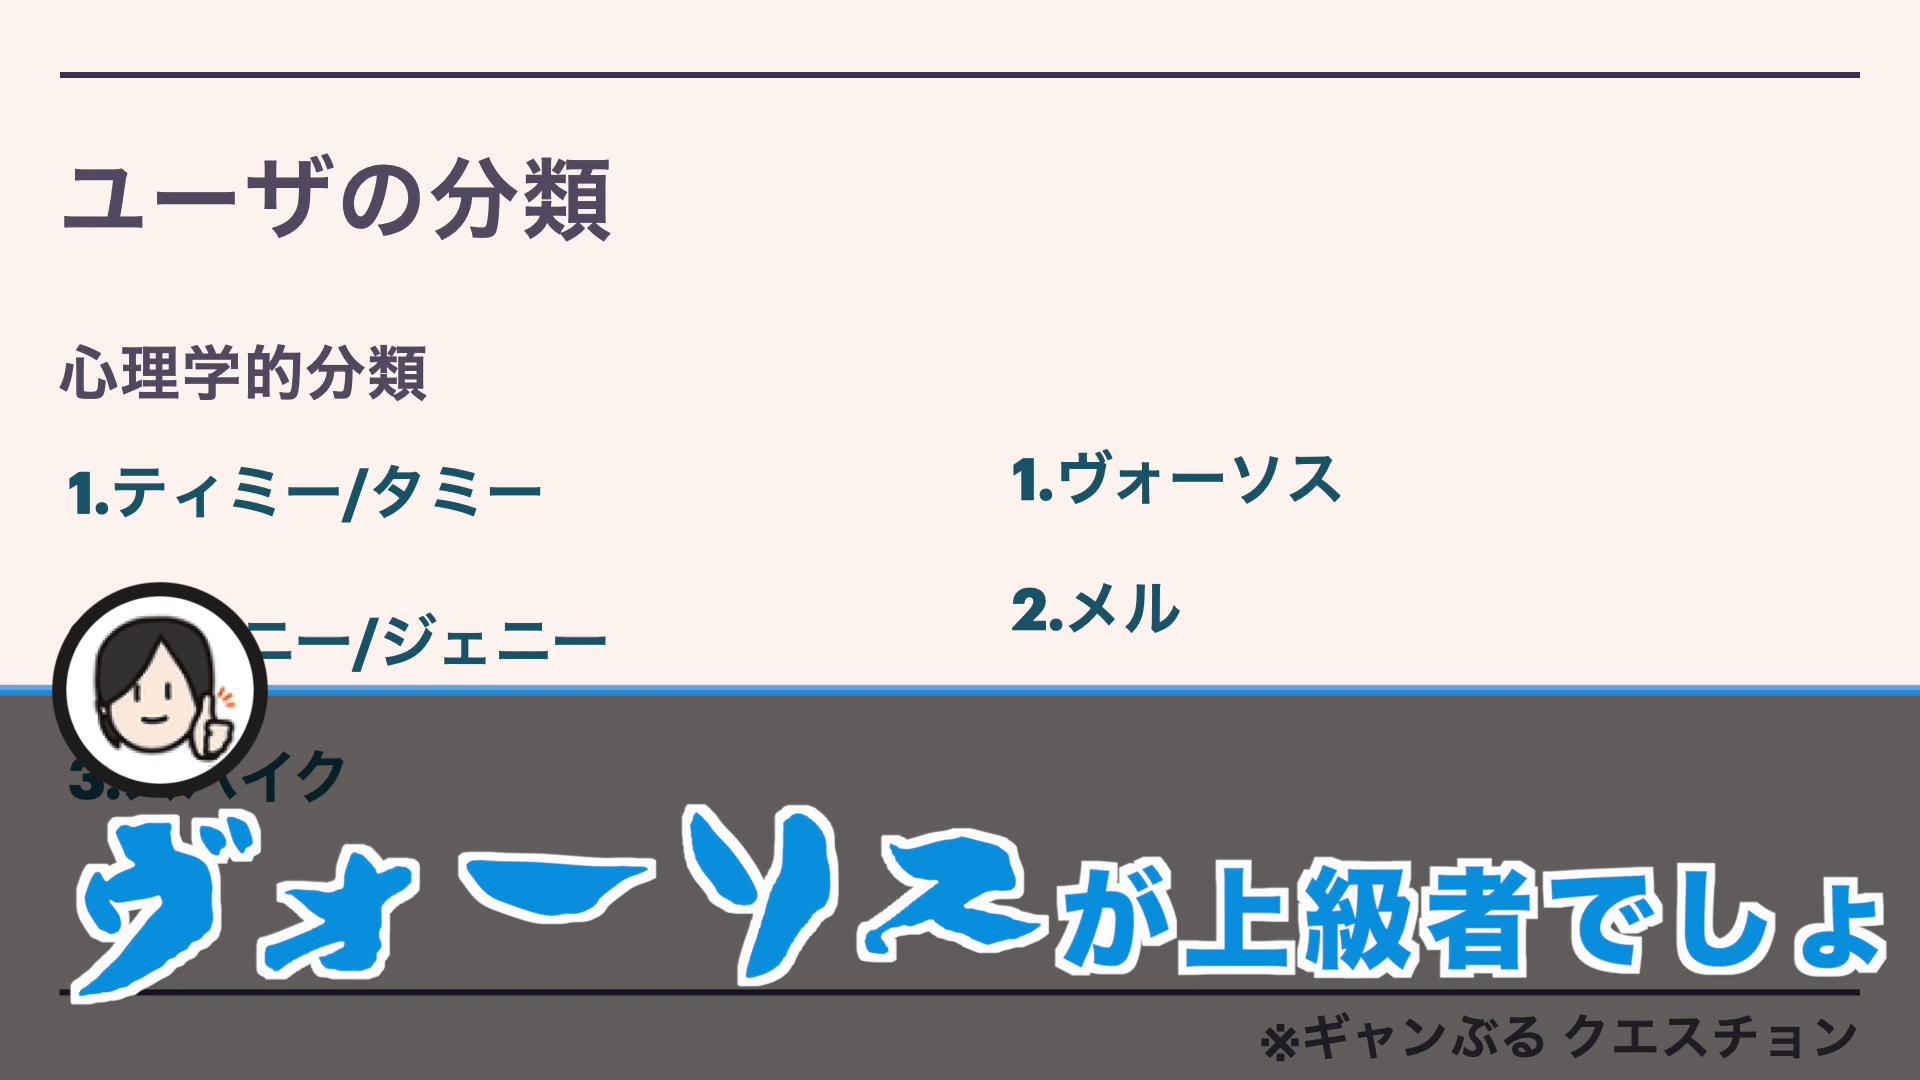 ユーザの分類
心理学的分類
1.ティミー/タミー
ニー/ジェニー
3.スパイク
1.ヴォーソス
2.メル
ヴォーソスが上級者でしょ
※ギャンぶる クエスチョン